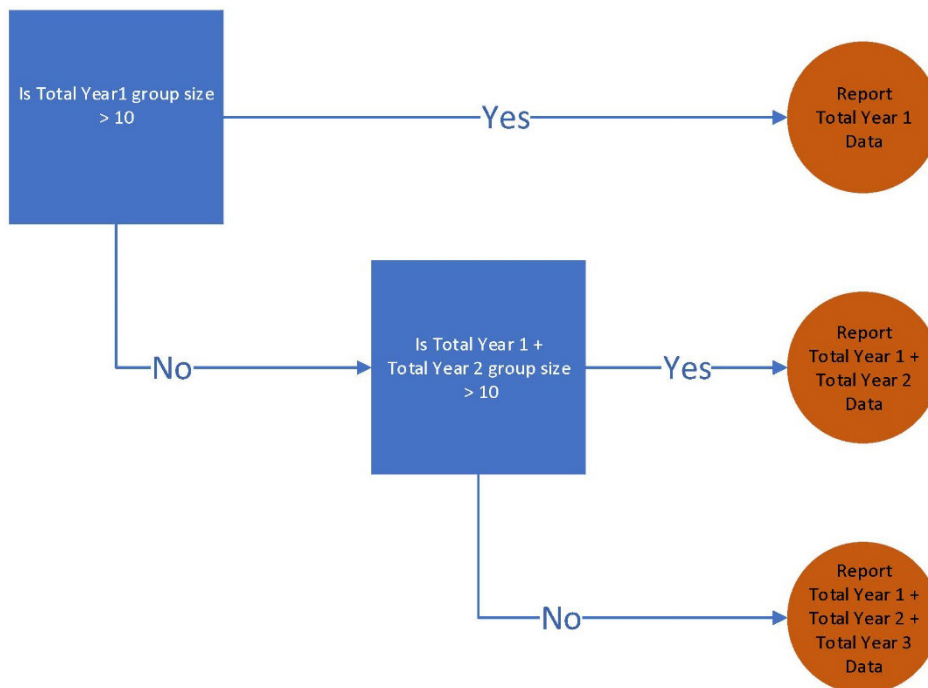 Is Total Year1 group size
> 10
Yes
Report
Total Year 1
Data
No
Is Total Year 1 +
Total Year 2 group size
> 10
Yes
Report
Total Year 1 +
Total Year 2
Data
No
Report
Total Year 1 +
Total Year 2 +
Total Year 3
Data